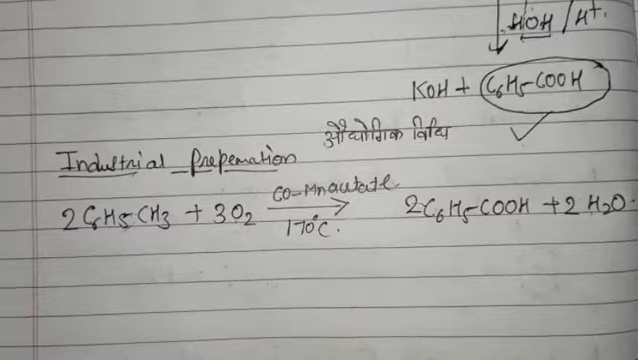 HOH / H+.
KOH + C6H5-COOH
औद्योगिक विधि
Industrial Prepemation
2C6H5CH3 + 3O2 CO-Mnacetate 170°C. 2C6H5-COOH + 2H2O.